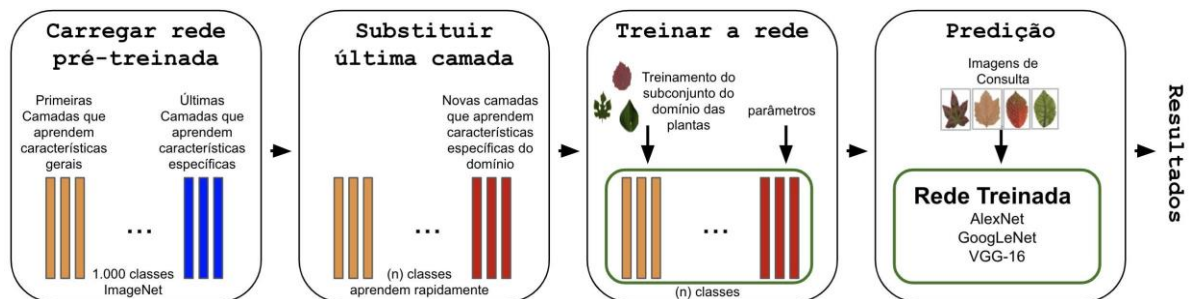 Carregar rede
pré-treinada
Primeiras
Camadas que
aprendem
características
gerais
Últimas
Camadas que
aprendem
características
específicas
...
1.000 classes
ImageNet
Substituir
última camada
Novas camadas
que aprendem
características
específicas do
domínio
...
(n) classes
aprendem rapidamente
Treinar a rede
Treinamento do
subconjunto do
domínio das
plantas
parâmetros
...
(n) classes
Predição
Imagens de
Consulta
Rede Treinada
AlexNet
GoogLeNet
VGG-16
Resultados